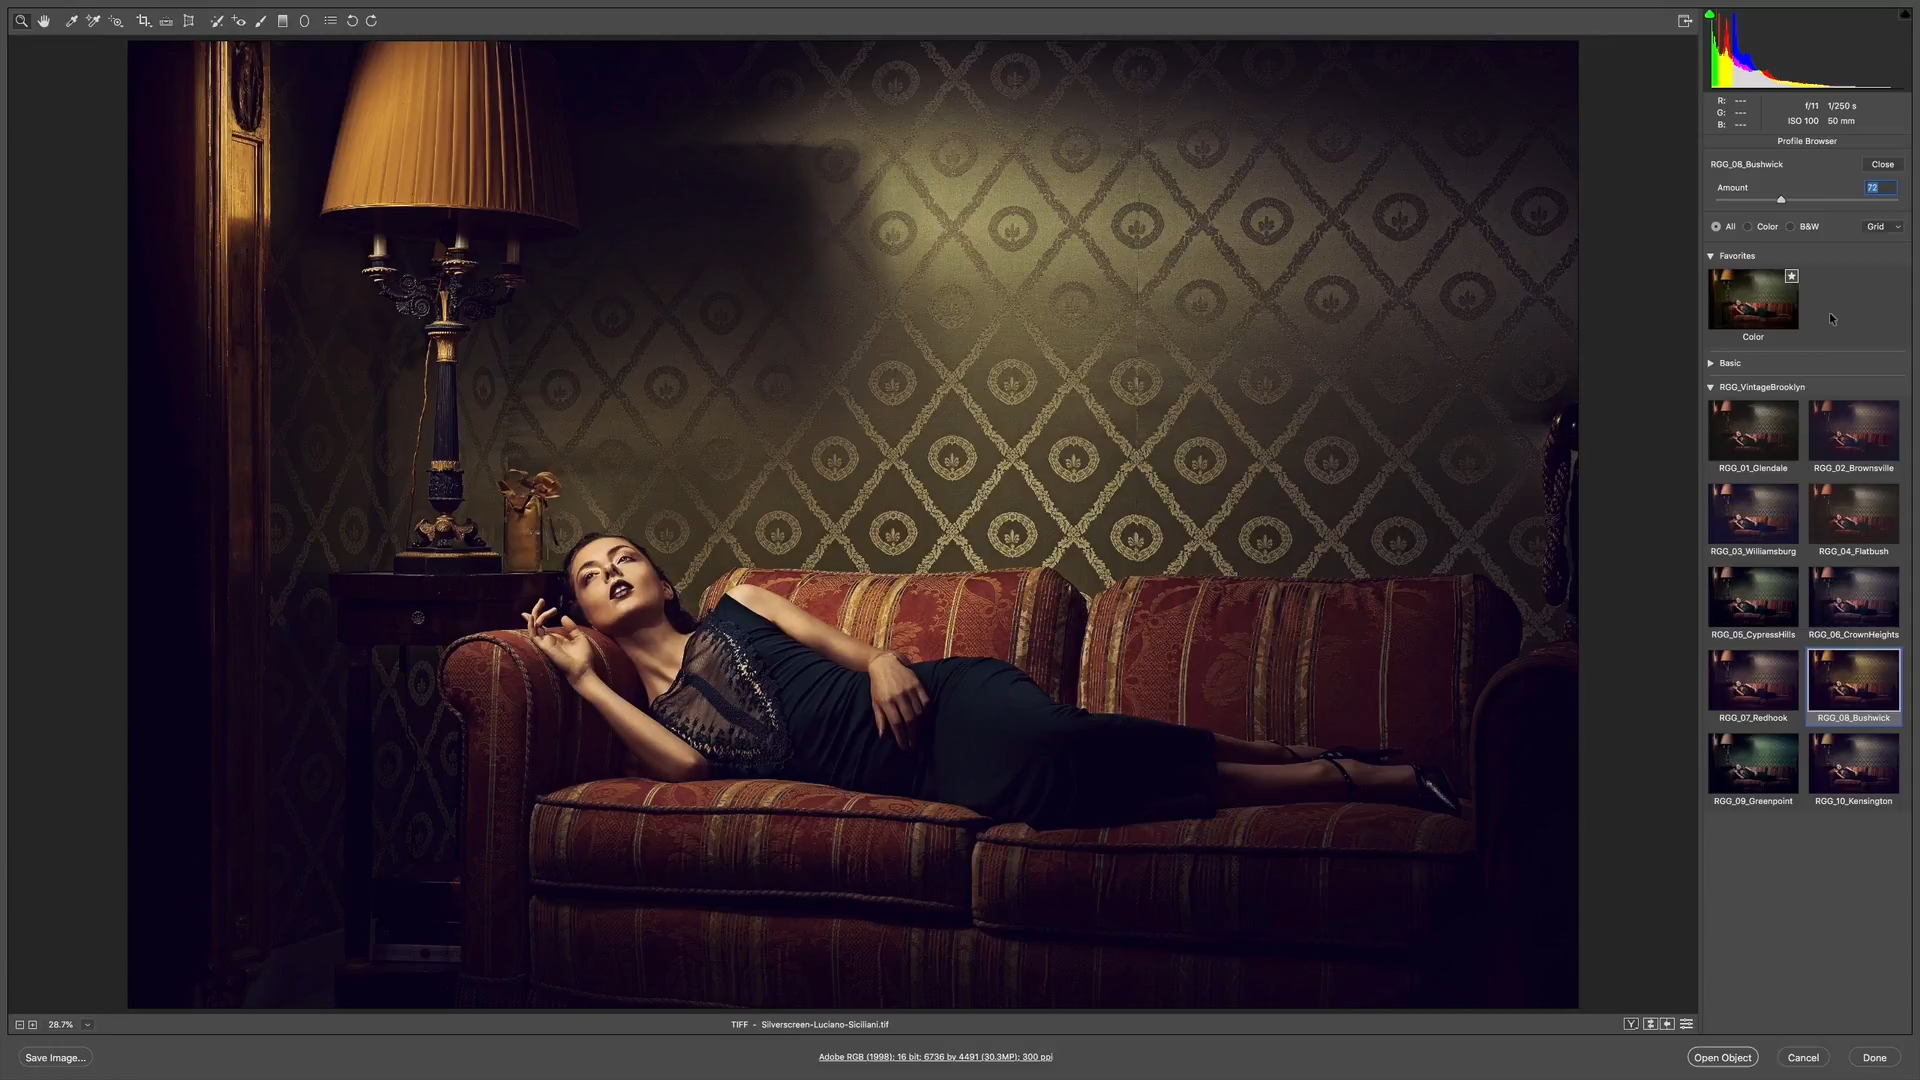 R: ---
G: ---
B: ---
f/11 1/250 s
ISO 100 50 mm
Profile Browser
RGG_08_Bushwick Close
Amount 72
All Color B&W Grid
Favorites
Color
Basic
RGG_VintageBrooklyn
RGG_01_Glendale RGG_02_Brownsville
RGG_03_Williamsburg RGG_04_Flatbush
RGG_05_CypressHills RGG_06_CrownHeights
RGG_07_Redhook RGG_08_Bushwick
RGG_09_Greenpoint RGG_10_Kensington
28.7% TIFF - Silverscreen-Luciano-Siciliani.tif Y
Save Image... Adobe RGB (1998); 16 bit; 6736 by 4491 (30.3MP); 300 ppi Open Object Cancel Done